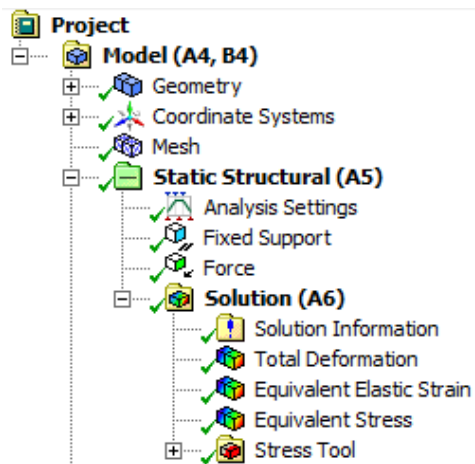 Project
Model (A4, B4)
Geometry
Coordinate Systems
Mesh
Static Structural (A5)
Analysis Settings
Fixed Support
Force
Solution (A6)
Solution Information
Total Deformation
Equivalent Elastic Strain
Equivalent Stress
Stress Tool